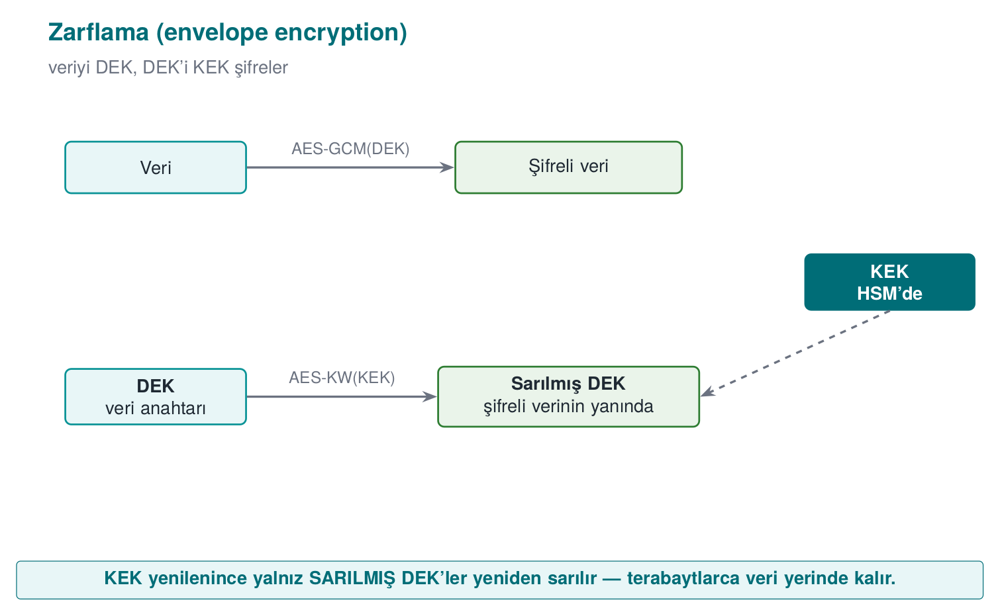 Zarflama (envelope encryption)
veriyi DEK, DEK’i KEK şifreler
Veri
AES-GCM(DEK)
Şifreli veri
KEK
HSM’de
DEK
veri anahtarı
AES-KW(KEK)
Sarılmış DEK
şifreli verinin yanında
KEK yenilenince yalnız SARILMIŞ DEK’ler yeniden sarılır — terabaytlarca veri yerinde kalır.